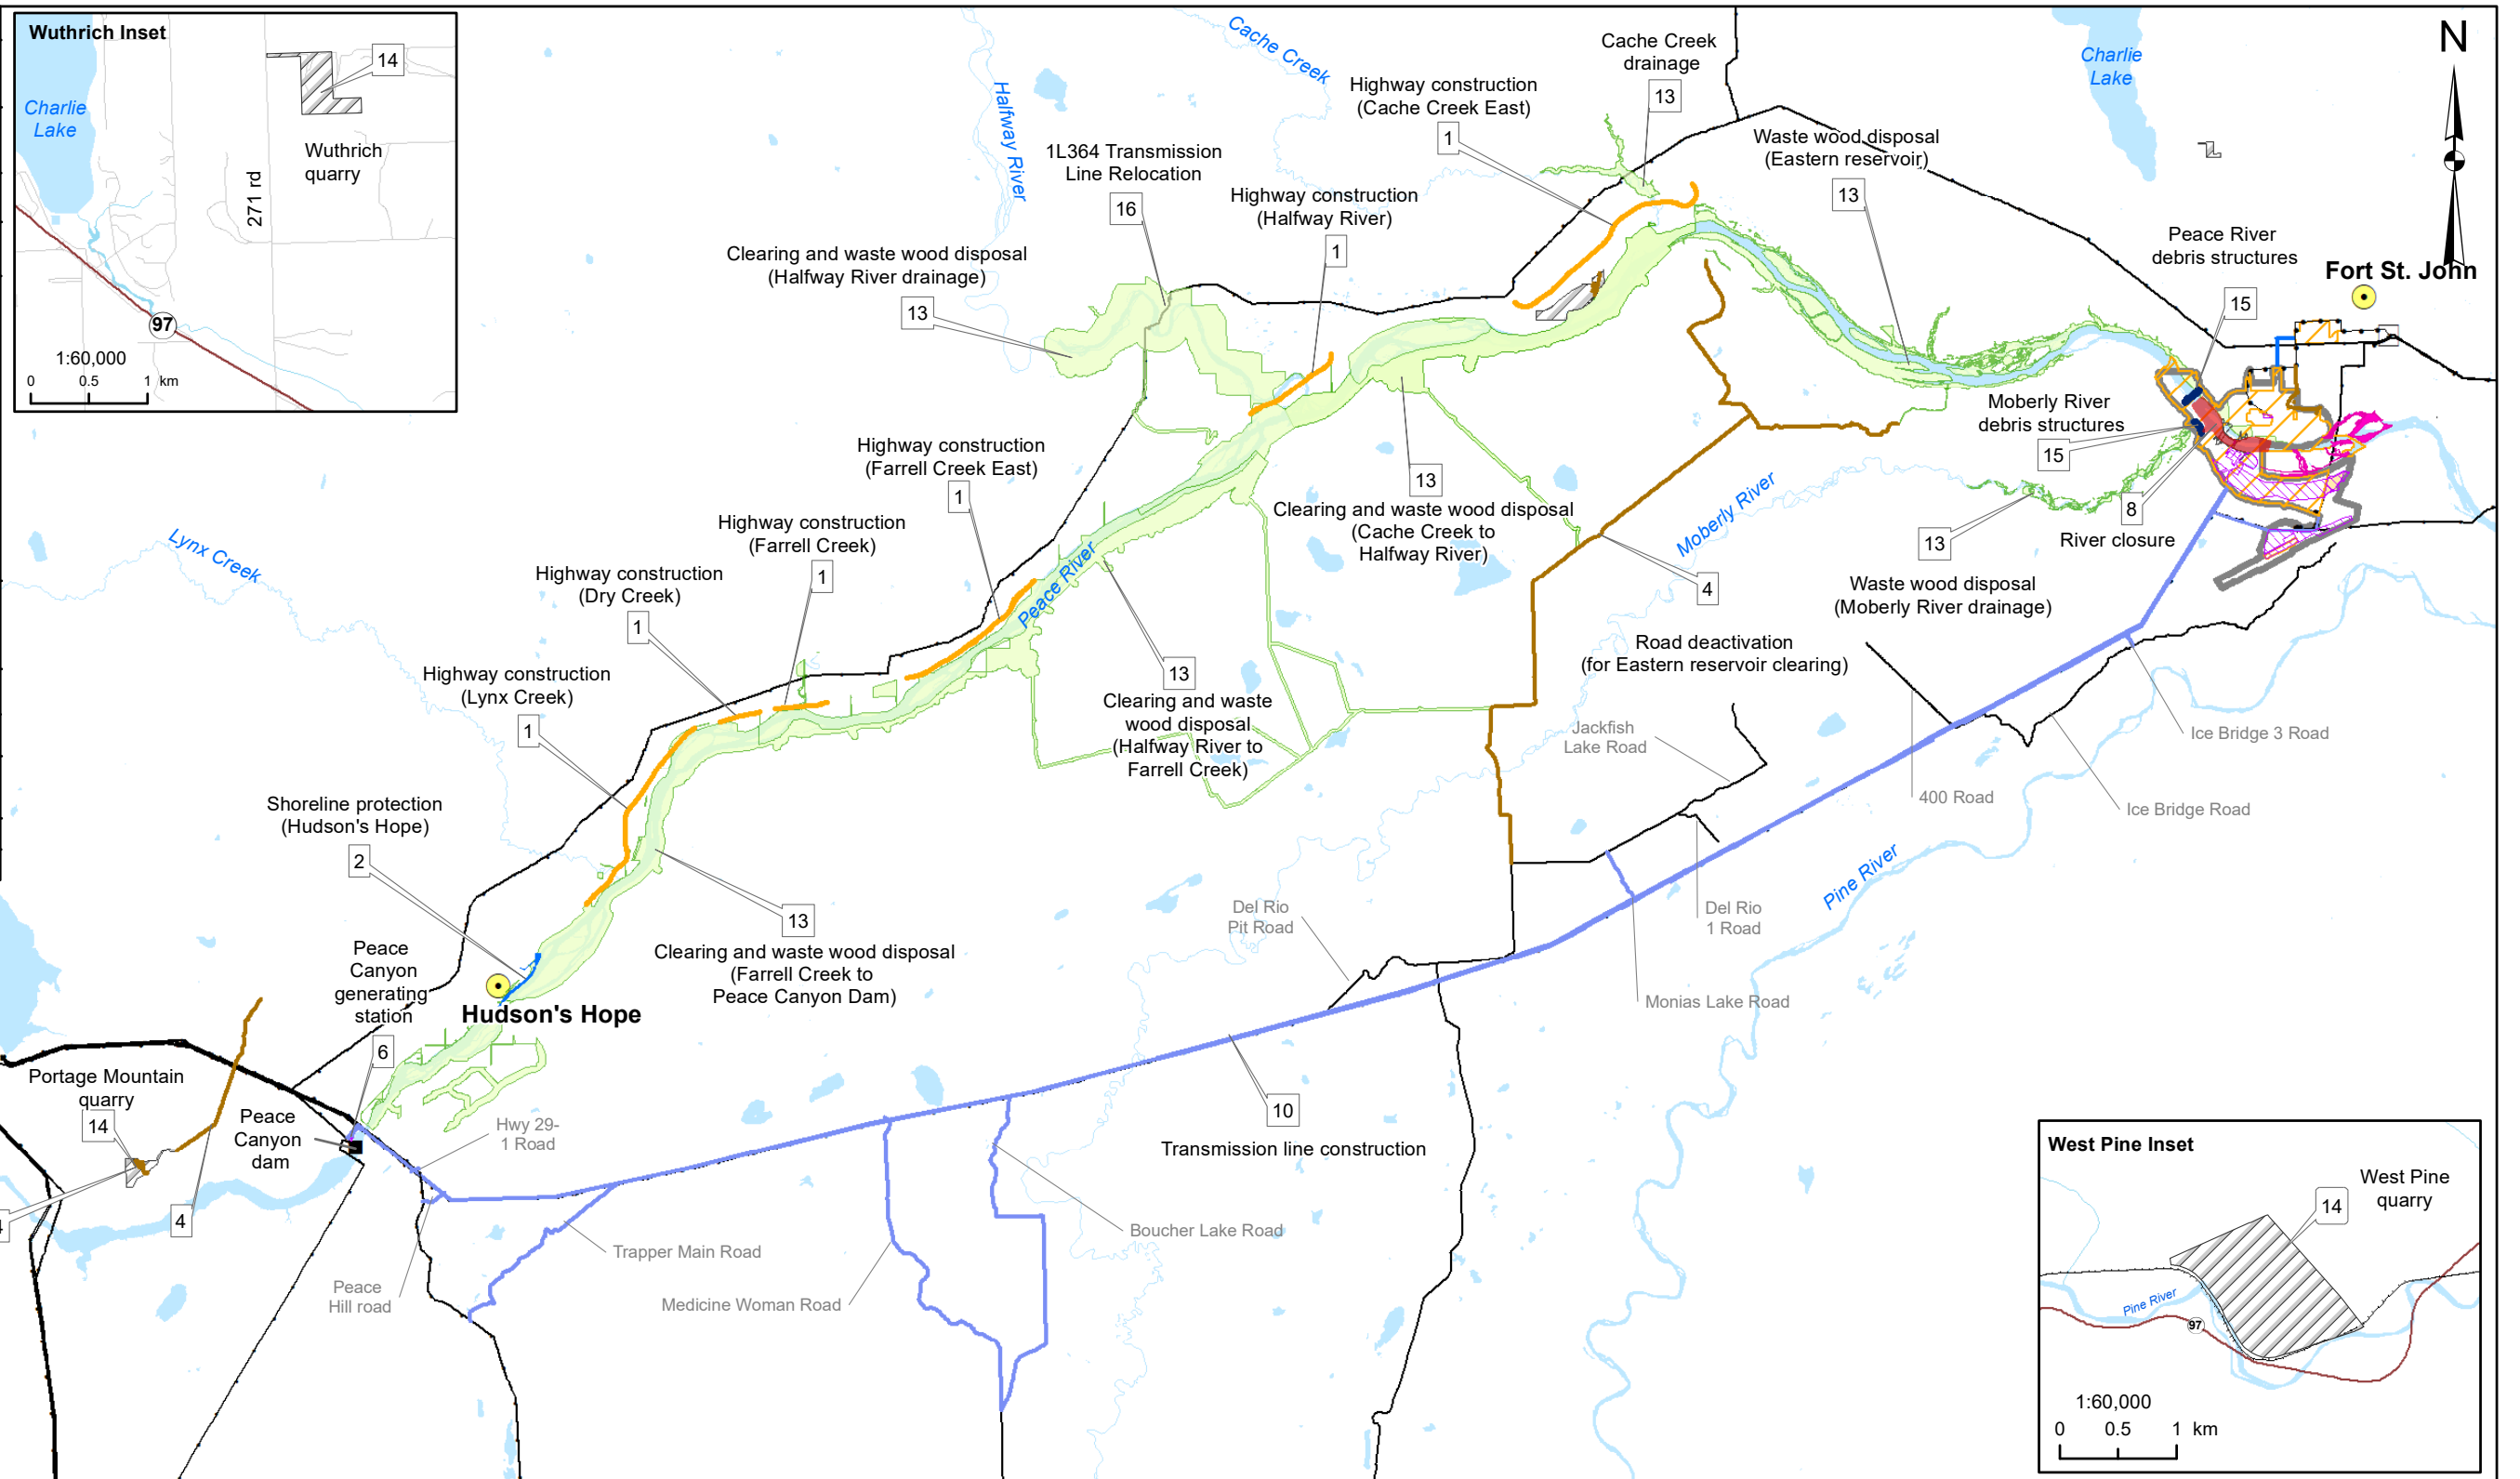 Wuthrich Inset
14
Charlie
Lake
Wuthrich
quarry
271 rd
97
1:60,000
0 0.5 1 km
Halfway River
Cache Creek
Cache Creek
drainage
13
Highway construction
(Cache Creek East)
1
Charlie
Lake
N
1L364 Transmission
Line Relocation
16
Waste wood disposal
(Eastern reservoir)
13
Highway construction
(Halfway River)
1
Clearing and waste wood disposal
(Halfway River drainage)
13
Peace River
debris structures
15
Fort St. John
Moberly River
debris structures
15
Highway construction
(Farrell Creek East)
1
13
Clearing and waste wood disposal
(Cache Creek to
Halfway River)
Moberly River
8
River closure
13
Waste wood disposal
(Moberly River drainage)
Highway construction
(Farrell Creek)
1
Lynx Creek
Peace River
Highway construction
(Dry Creek)
1
4
Road deactivation
(for Eastern reservoir clearing)
Highway construction
(Lynx Creek)
1
13
Clearing and waste
wood disposal
(Halfway River to
Farrell Creek)
Jackfish
Lake Road
Ice Bridge 3 Road
400 Road
Ice Bridge Road
Shoreline protection
(Hudson's Hope)
2
Pine River
13
Clearing and waste wood disposal
(Farrell Creek to
Peace Canyon Dam)
Del Rio
Pit Road
Del Rio
1 Road
Monias Lake Road
Peace
Canyon
generating
station
6
Hudson's Hope
Portage Mountain
quarry
14
Peace
Canyon
dam
4
Hwy 29-
1 Road
10
Transmission line construction
Trapper Main Road
Boucher Lake Road
Peace
Hill road
Medicine Woman Road
West Pine Inset
West Pine
quarry
14
Pine River
97
1:60,000
0 0.5 1 km